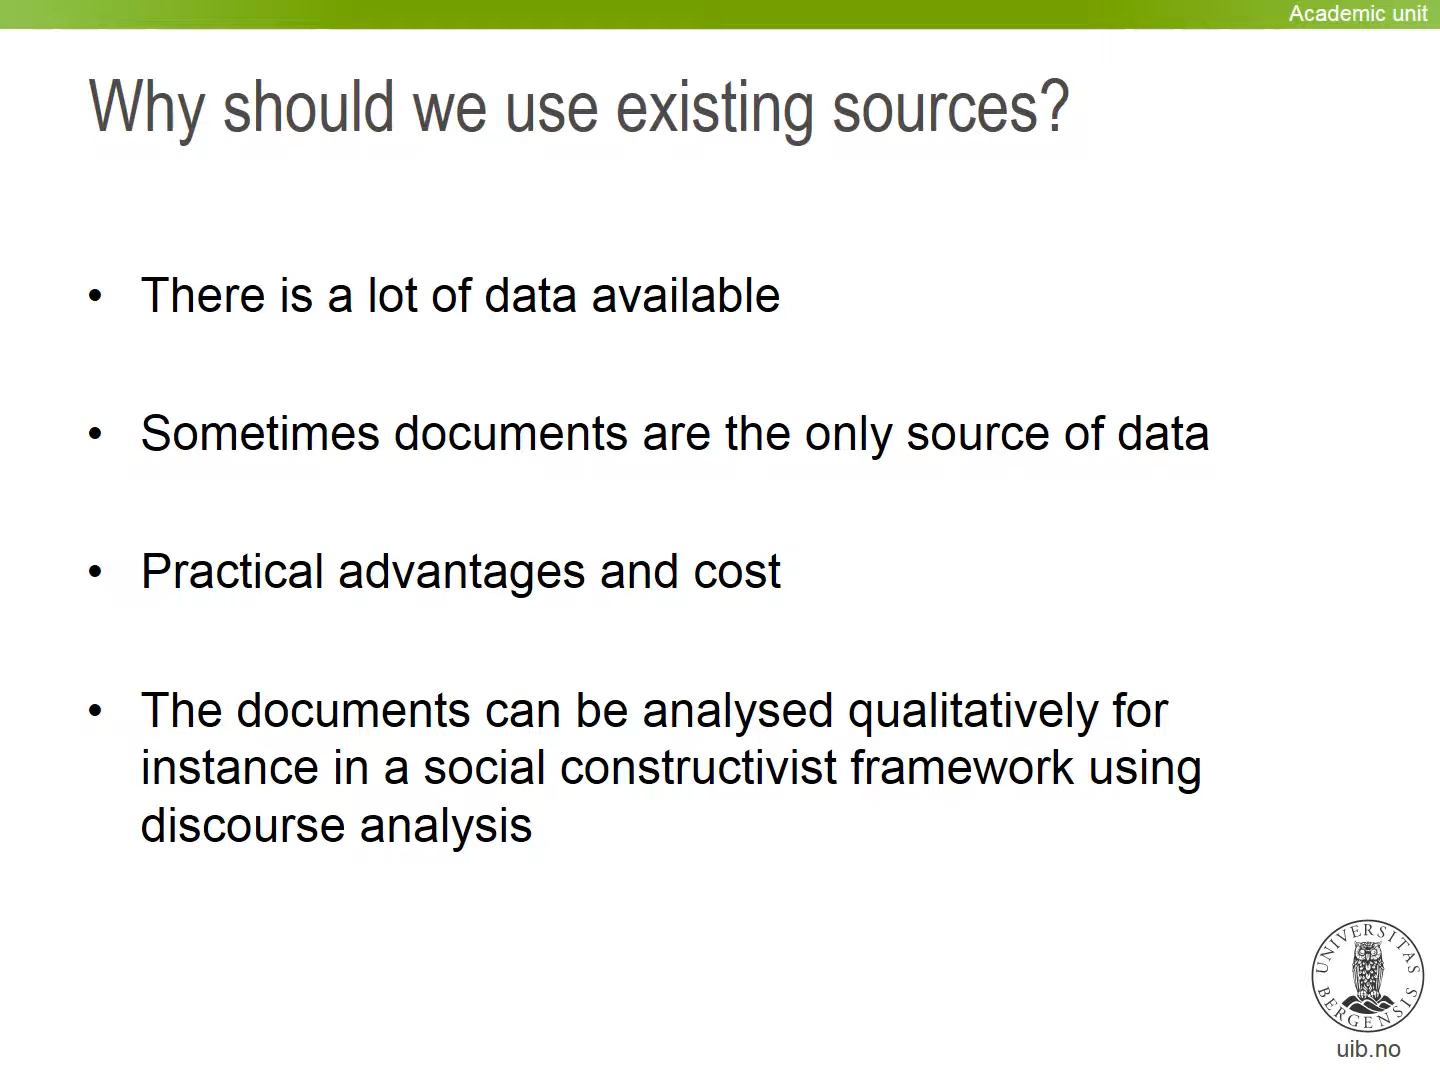 Academic unit
Why should we use existing sources?
• There is a lot of data available
• Sometimes documents are the only source of data
• Practical advantages and cost
• The documents can be analysed qualitatively for
instance in a social constructivist framework using
discourse analysis
UNIVERSITAS
BERGENSIS
uib.no